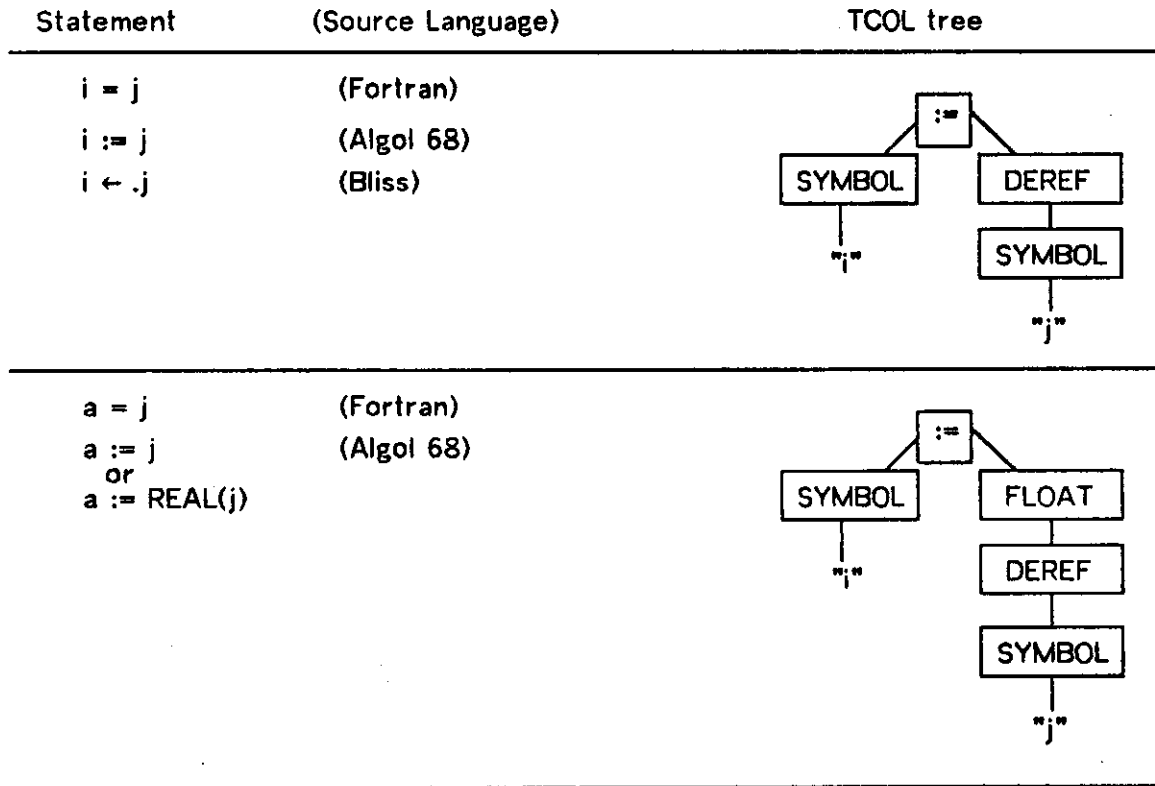 Statement (Source Language) TCOL tree
i = j (Fortran)
i := j (Algol 68)
i ← .j (Bliss)
:=
SYMBOL DEREF
"i" SYMBOL
"j"
a = j (Fortran)
a := j (Algol 68)
or
a := REAL(j)
:=
SYMBOL FLOAT
"i" DEREF
SYMBOL
"j"